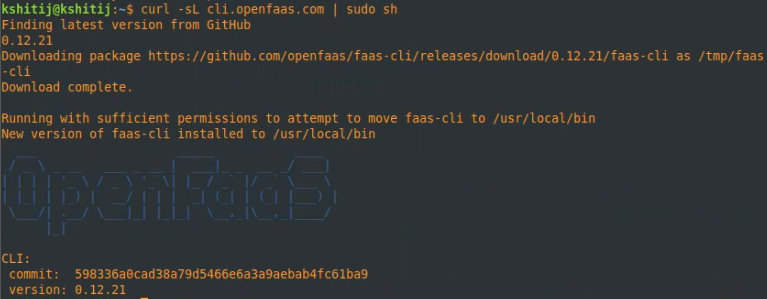 kshitij@kshitij:~$ curl -sL cli.openfaas.com | sudo sh
Finding latest version from GitHub
0.12.21
Downloading package https://github.com/openfaas/faas-cli/releases/download/0.12.21/faas-cli as /tmp/faas
-cli
Download complete.
Running with sufficient permissions to attempt to move faas-cli to /usr/local/bin
New version of faas-cli installed to /usr/local/bin
OpenFaaS
CLI:
commit:  598336a0cad38a79d5466e6a3a9aebab4fc61ba9
version: 0.12.21